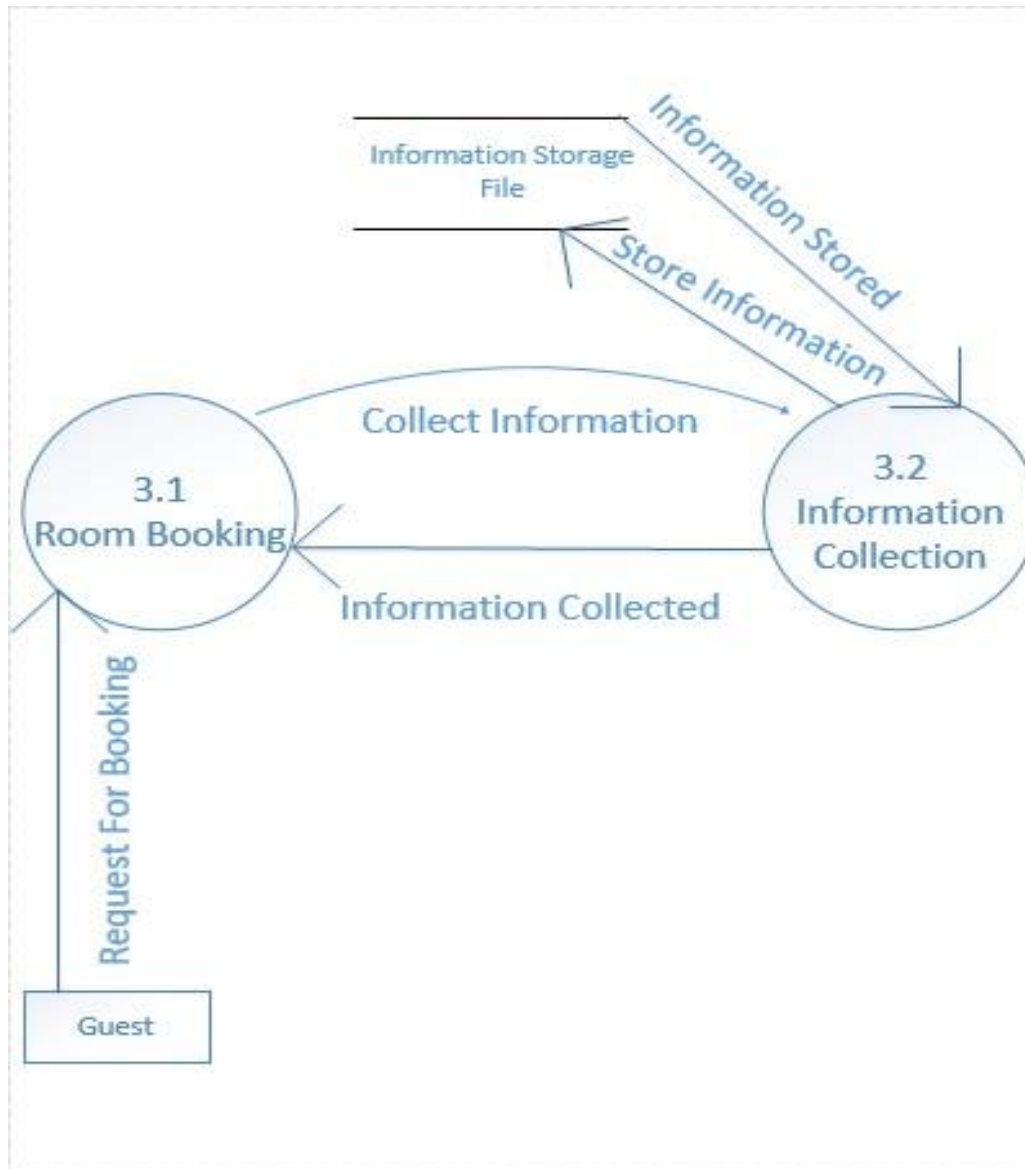 Information Storage
File
Information Stored
Store Information
Collect Information
3.1
Room Booking
3.2
Information
Collection
Information Collected
Request For Booking
Guest